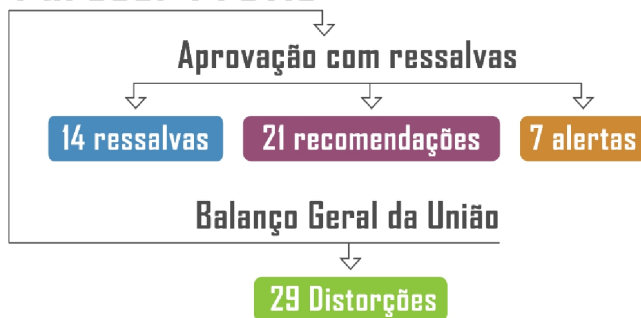 Aprovação com ressalvas
14 ressalvas
21 recomendações
7 alertas
Balanço Geral da União
29 Distorções